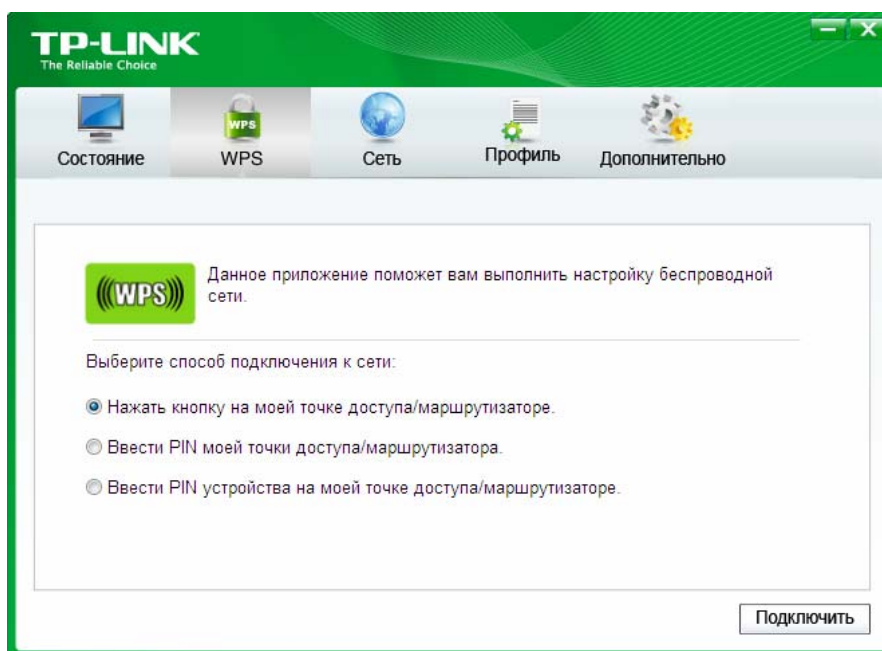 TP-LINK
The Reliable Choice
Состояние
WPS
WPS
Сеть
Профиль
Дополнительно
WPS
Данное приложение поможет вам выполнить настройку беспроводной
сети.
Выберите способ подключения к сети:
Нажать кнопку на моей точке доступа/маршрутизаторе.
Ввести PIN моей точки доступа/маршрутизатора.
Ввести PIN устройства на моей точке доступа/маршрутизаторе.
Подключить